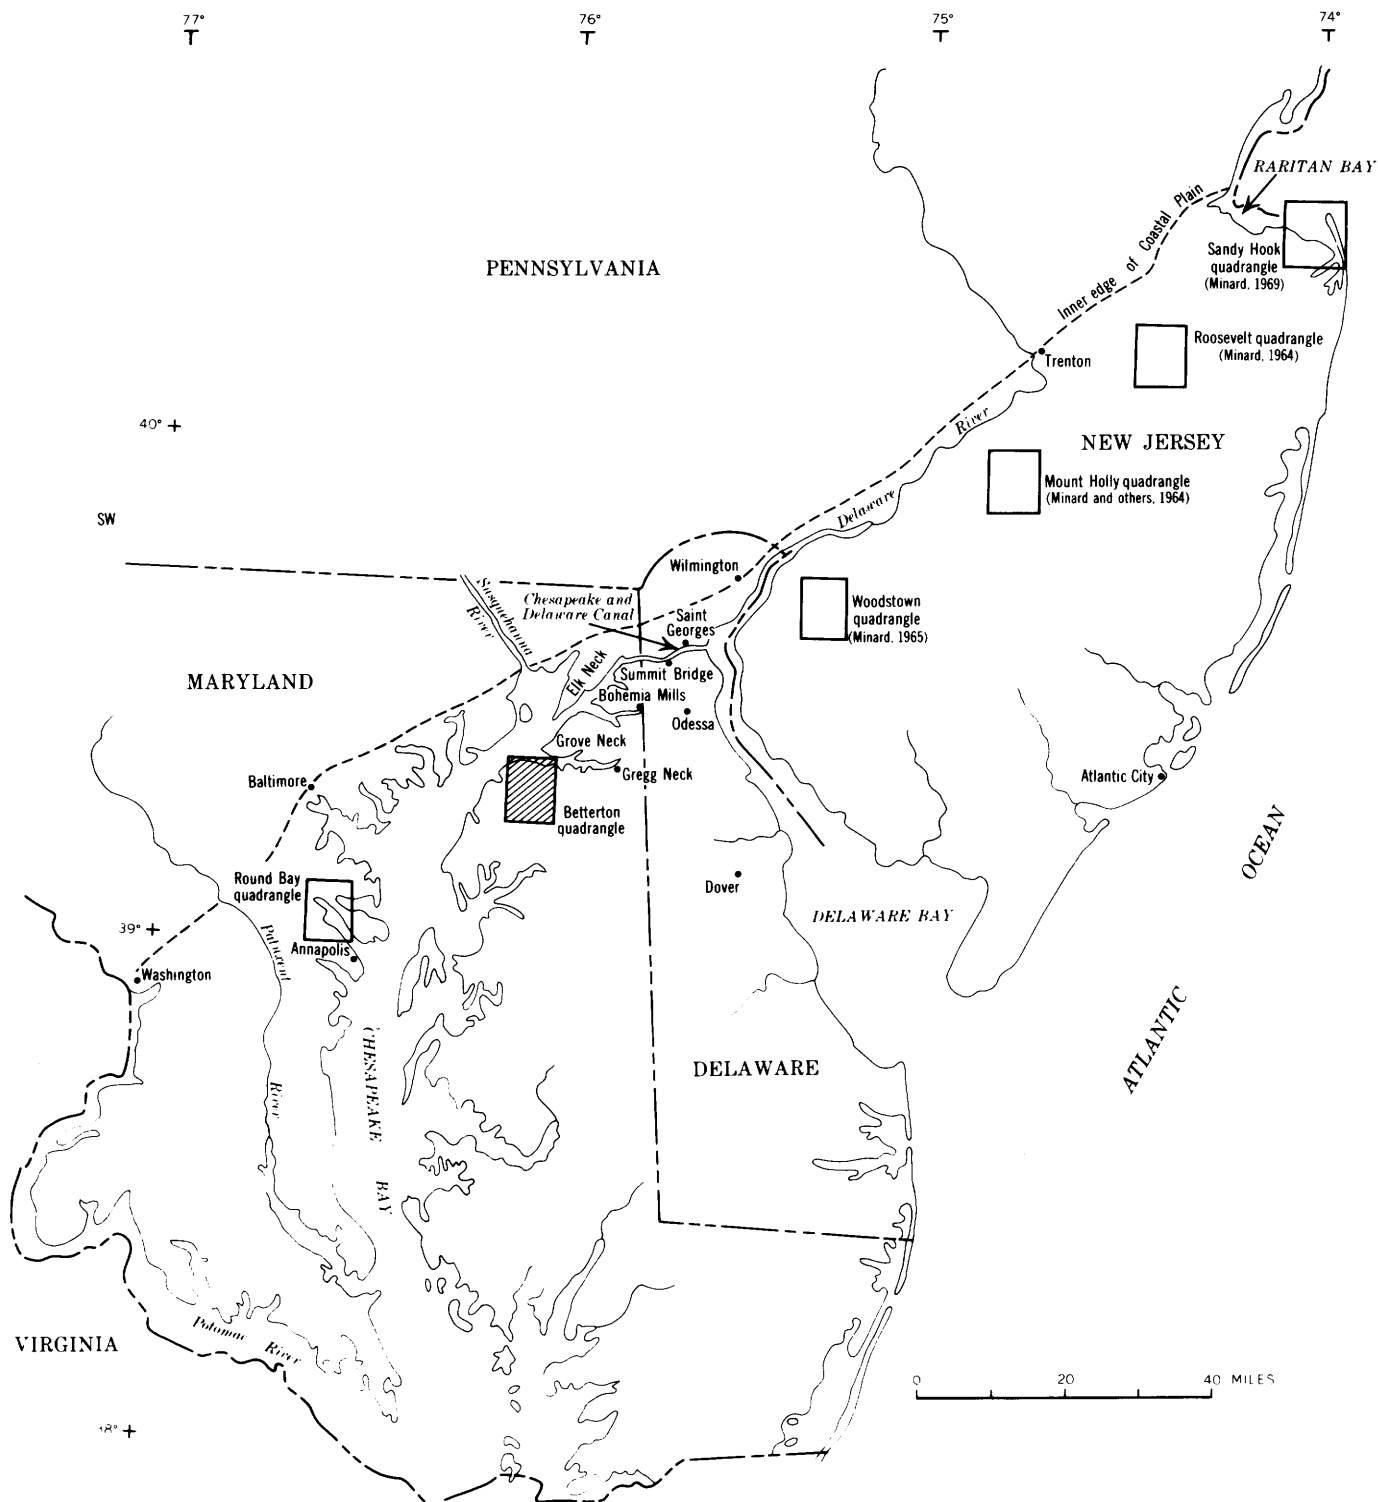 77°
76°
75°
74°
RARITAN BAY
Inner edge of Coastal Plain
Sandy Hook
quadrangle
(Minard, 1969)
PENNSYLVANIA
Roosevelt quadrangle
(Minard, 1964)
Trenton
40°
River
NEW JERSEY
Mount Holly quadrangle
(Minard and others, 1964)
Delaware
SW
Wilmington
Susquehanna
River
Chesapeake and
Delaware Canal
Saint
Georges
Woodstown
quadrangle
(Minard, 1965)
Elk Neck
Summit Bridge
MARYLAND
Bohemia Mills
Odessa
Grove Neck
Gregg Neck
Baltimore
Atlantic City
Betterton
quadrangle
OCEAN
Round Bay
quadrangle
Dover
DELAWARE BAY
39°
Patuxent
Annapolis
Washington
ATLANTIC
CHESAPEAKE
DELAWARE
River
BAY
Potomac
River
VIRGINIA
0 20 40 MILES